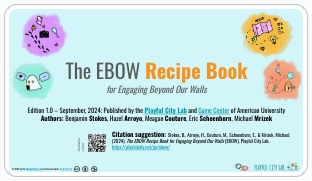 The EBOW Recipe Book
for Engaging Beyond Our Walls
Edition 1.0 – September, 2024; Published by the Playful City Lab and Game Center of American University
Authors: Benjamin Stokes, Hazel Arroyo, Meagan Couture, Eric Schoenborn, Michael Mrizek
Citation suggestion: Stokes, B., Arroyo, H., Couture, M., Schoenborn, E., & Mrizek, Michael.
(2024). The EBOW Recipe Book for Engaging Beyond Our Walls (EBOW). Playful City Lab.
PLAYFUL CITY LAB